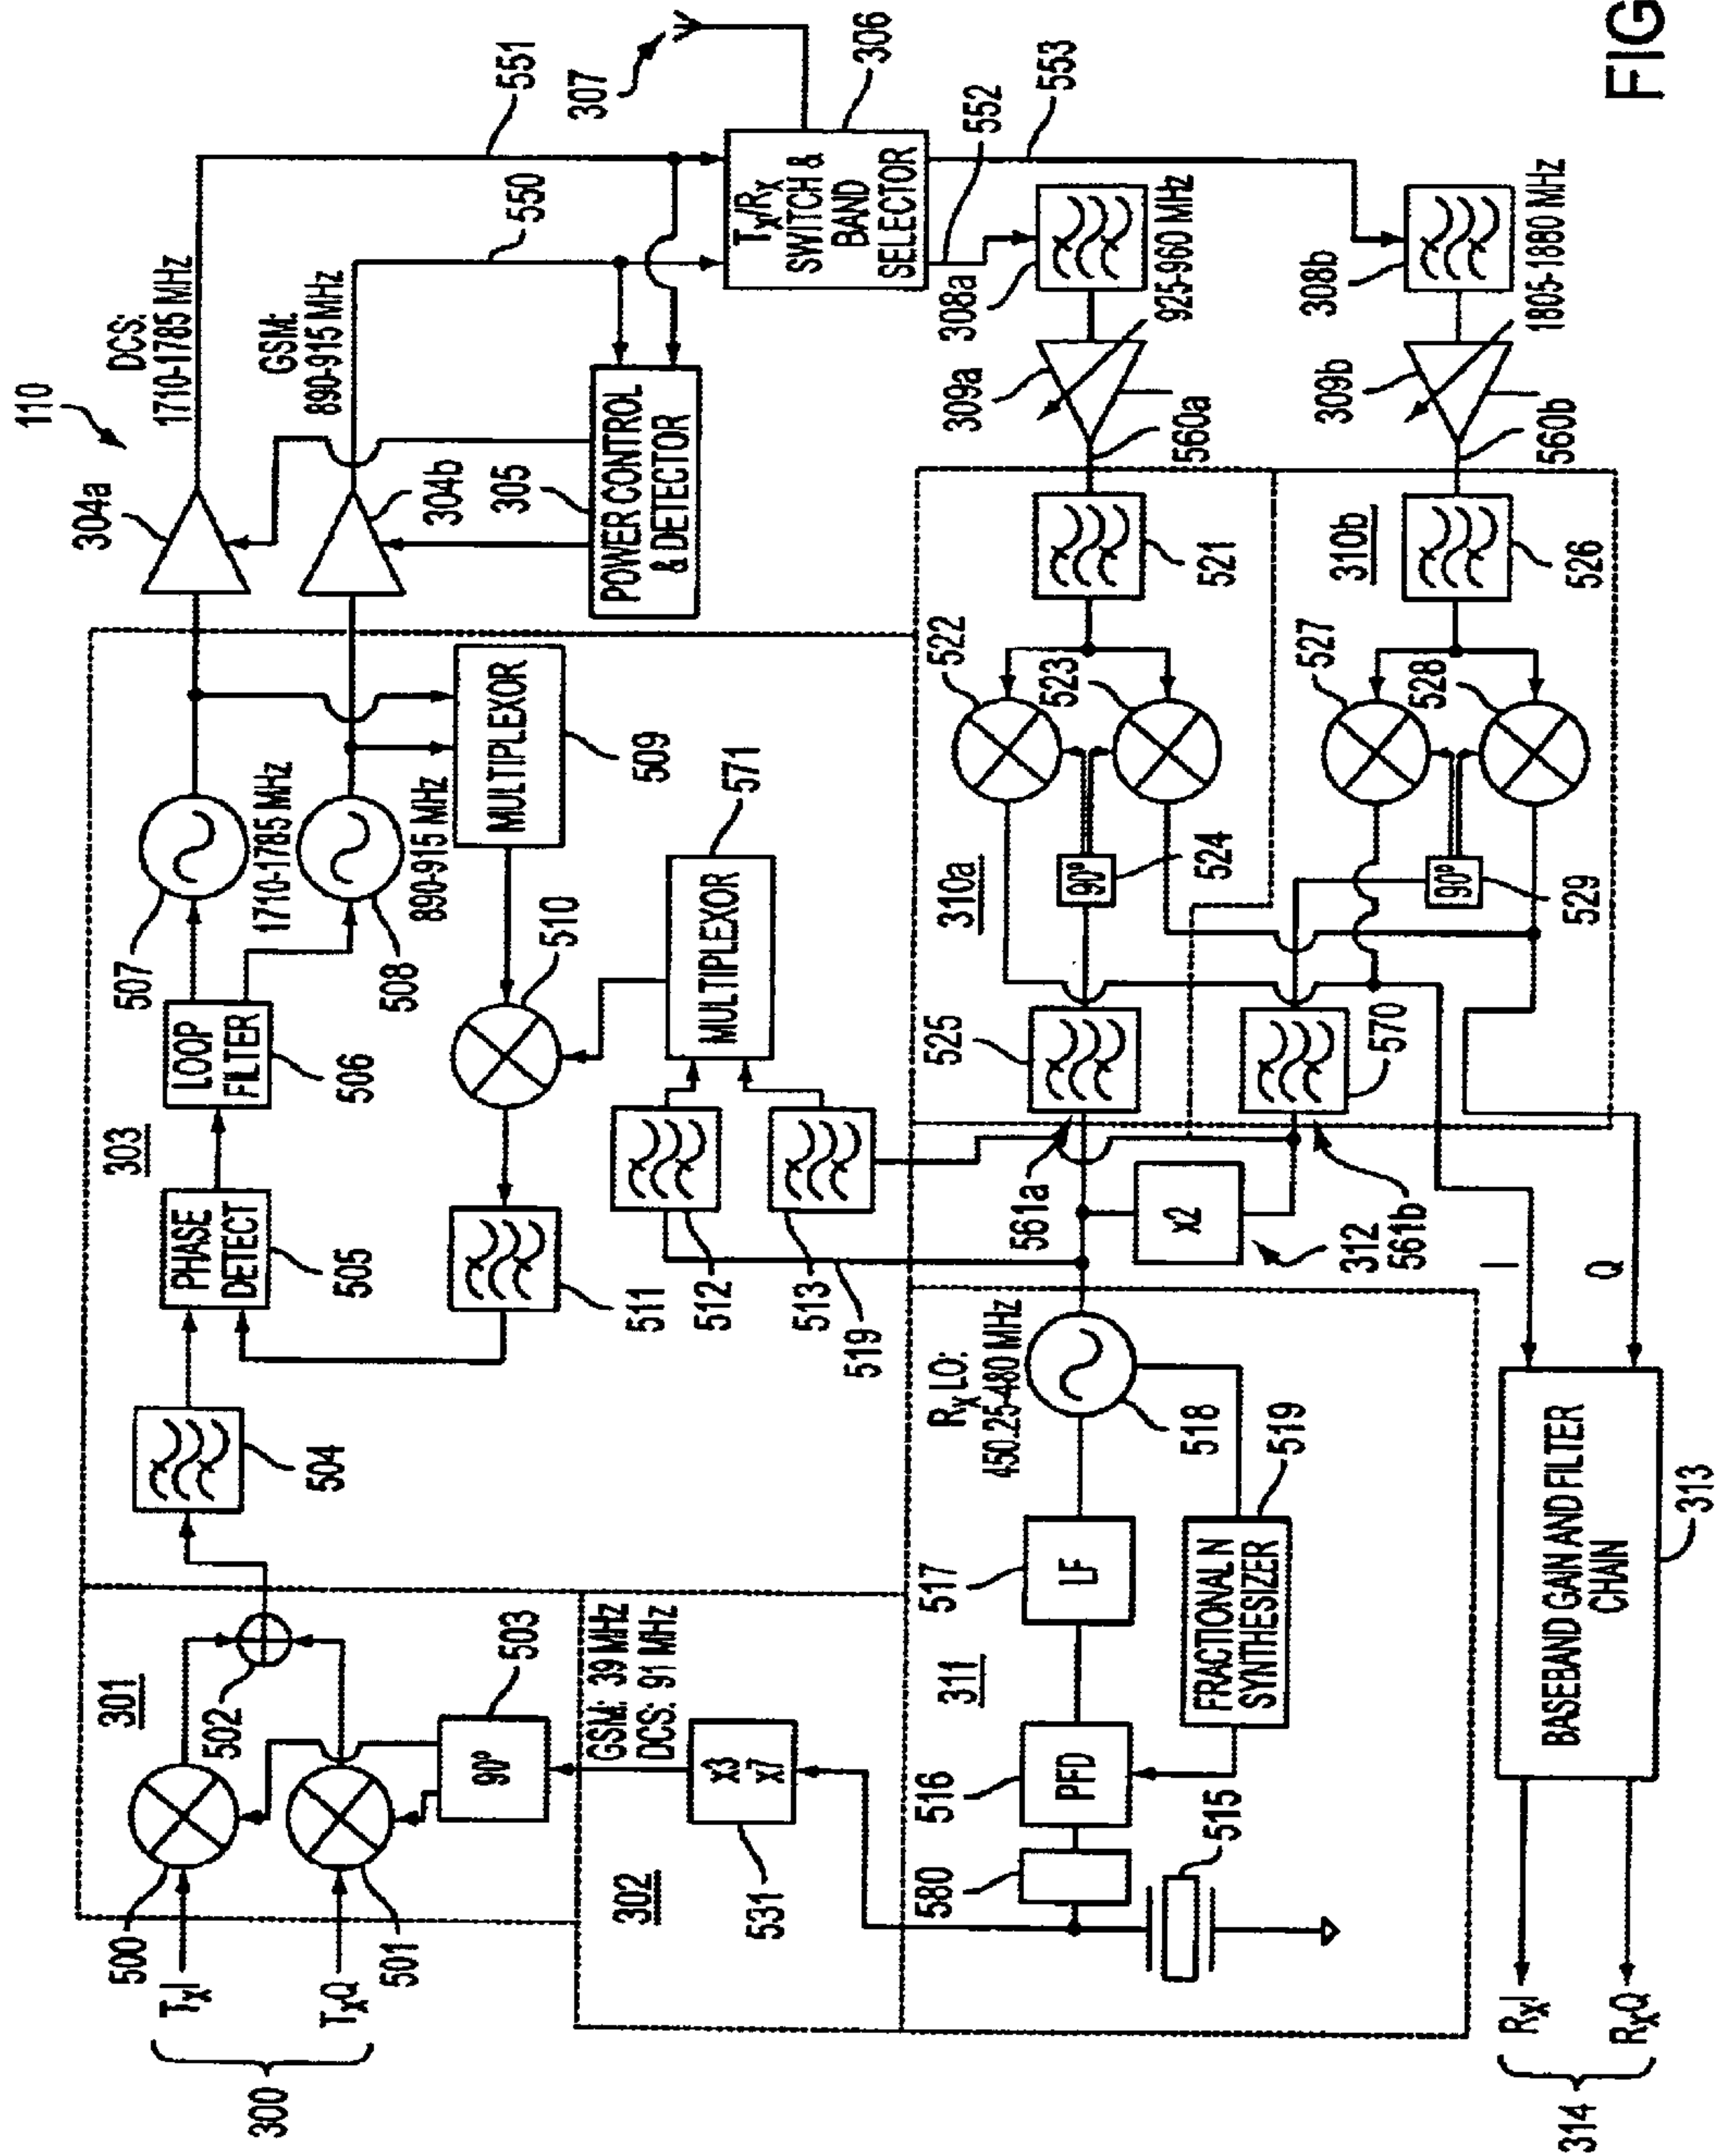 110
DCS:
1710-1785 MHz
GSM:
890-915 MHz
304a
304b
551
550
307
306
TX/RX
SWITCH &
BAND
SELECTOR
305
POWER CONTROL
& DETECTOR
552
553
308a
925-960 MHz
309a
560a
308b
1805-1880 MHz
309b
560b
303
504
PHASE
DETECT
505
LOOP
FILTER
506
507
1710-1785 MHz
508
890-915 MHz
MULTIPLEXOR
509
510
511
MULTIPLEXOR
571
512
513
519
300
TXI
TXQ
500
501
301
502
503
90°
GSM: 39 MHz
DCS: 91 MHz
302
x3
x7
531
311
580
515
516
PFD
517
LF
RX LO:
450.25-480 MHz
518
FRACTIONAL N
SYNTHESIZER
519
x2
312
561a
561b
310a
521
522
523
90°
524
525
310b
526
527
528
90°
529
570
I
Q
BASEBAND GAIN AND FILTER
CHAIN
313
RXI
RXQ
314
FIG